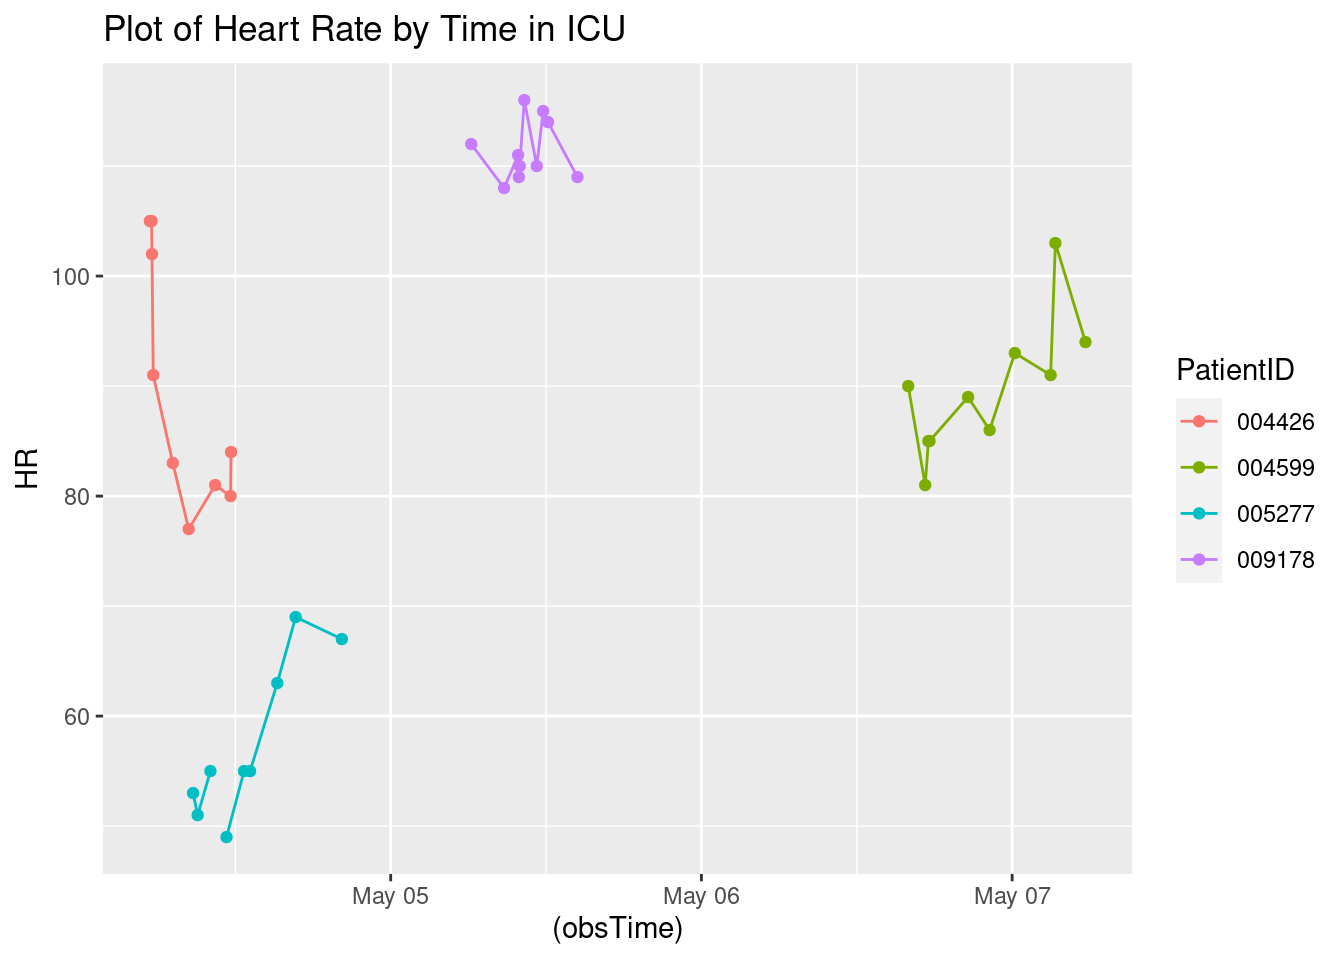 Plot of Heart Rate by Time in ICU
HR
100
80
60
May 05
May 06
May 07
(obsTime)
PatientID
004426
004599
005277
009178